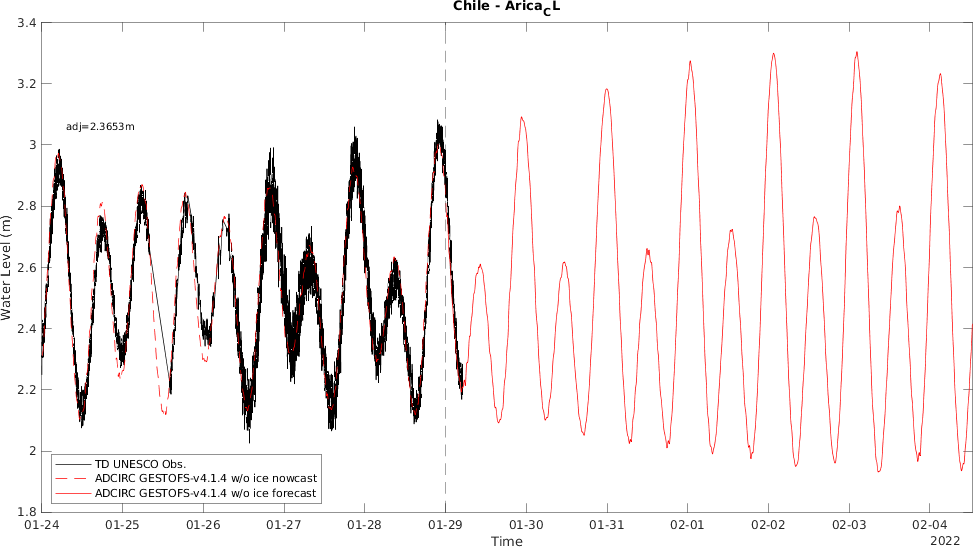 Chile - Arica_CL
3.4
3.2
3
2.8
2.6
2.4
2.2
2
1.8
Water Level (m)
adj=2.3653m
TD UNESCO Obs.
ADCIRC GESTOFS-v4.1.4 w/o ice nowcast
ADCIRC GESTOFS-v4.1.4 w/o ice forecast
01-24 01-25 01-26 01-27 01-28 01-29 01-30 01-31 02-01 02-02 02-03 02-04
Time
2022